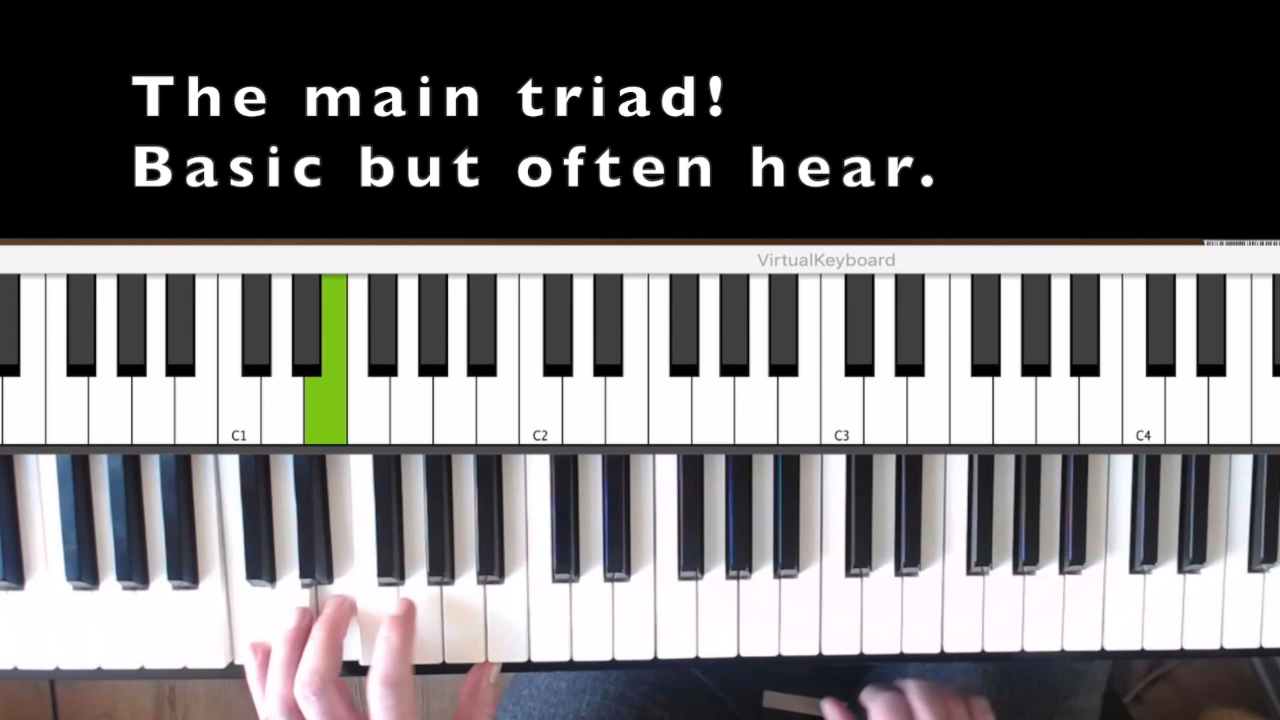 The main triad!
Basic but often hear.
VirtualKeyboard
C1 C2 C3 C4